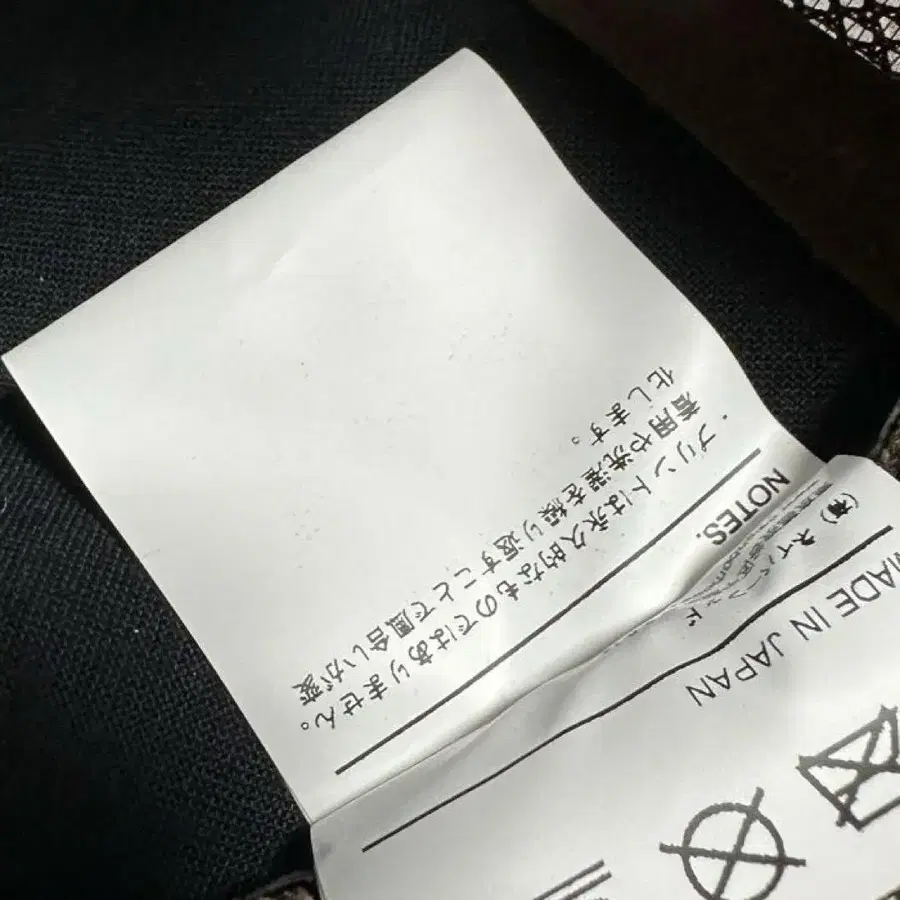 MADE IN JAPAN
(有)
NOTES.
・プリントは永久的なものではありません。
着用や洗濯を繰り返すことで風合いが変
化します。